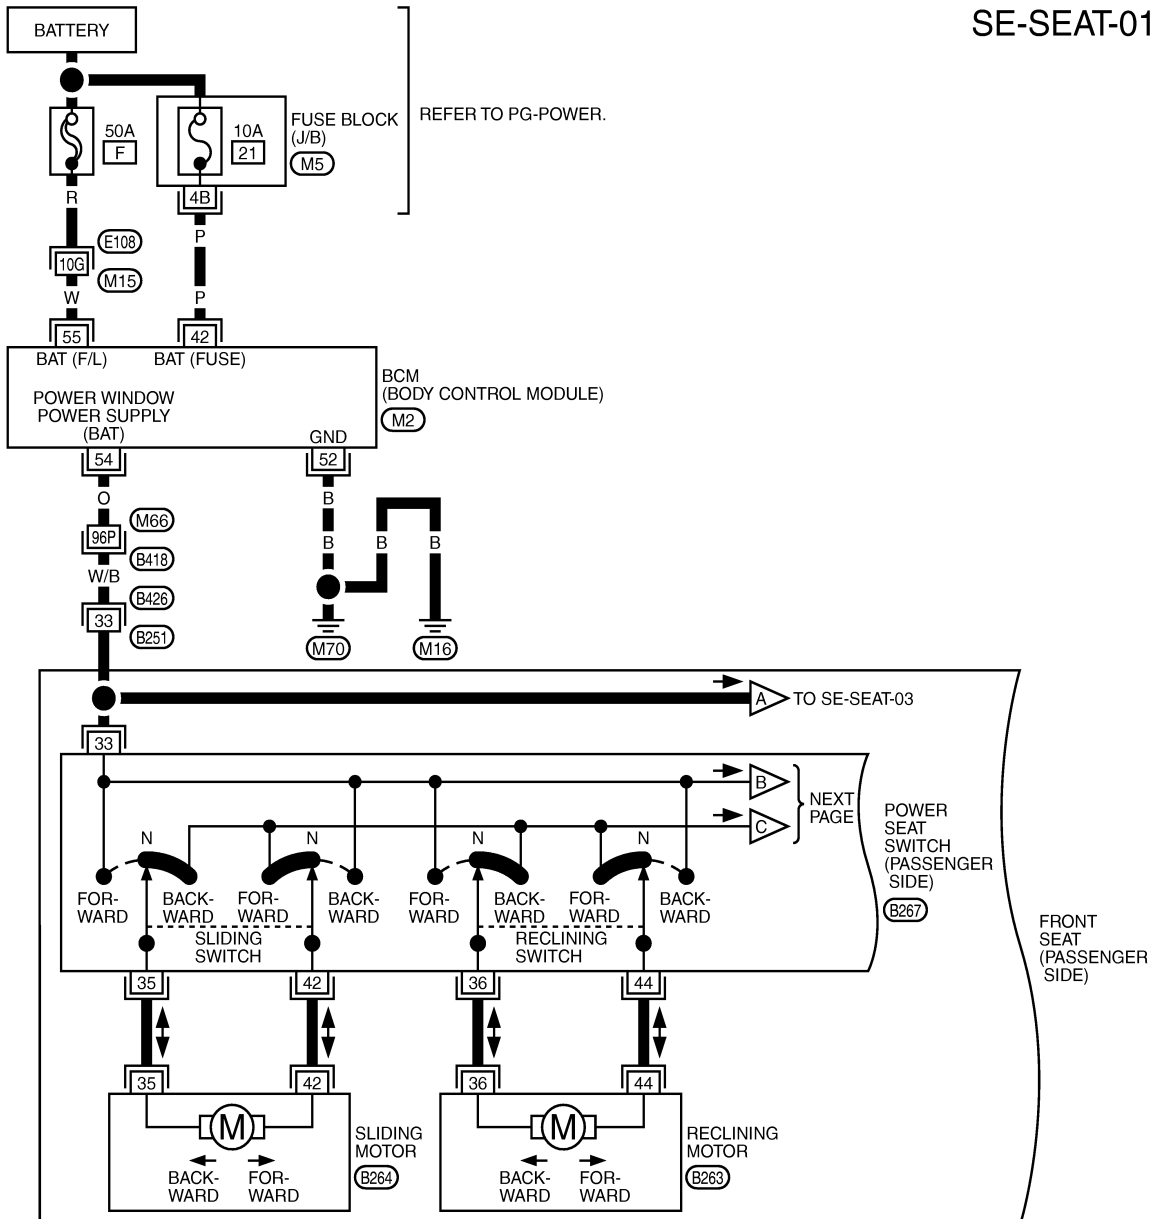 SE-SEAT-01
BATTERY
50A
F
10A
21
FUSE BLOCK
(J/B)
M5
REFER TO PG-POWER.
4B
R
P
E108
10G
M15
W
P
55
42
BAT (F/L)
BAT (FUSE)
BCM
(BODY CONTROL MODULE)
M2
POWER WINDOW
POWER SUPPLY
(BAT)
GND
54
52
O
B
M66
96P
B
B
B
B418
W/B
B426
33
B251
M70
M16
A
TO SE-SEAT-03
33
B
C
NEXT
PAGE
POWER
SEAT
SWITCH
(PASSENGER
SIDE)
B267
N
N
N
N
FOR-
WARD
BACK-
WARD
FOR-
WARD
BACK-
WARD
FOR-
WARD
BACK-
WARD
FOR-
WARD
BACK-
WARD
SLIDING
SWITCH
RECLINING
SWITCH
FRONT
SEAT
(PASSENGER
SIDE)
35
42
36
44
35
42
36
44
M
M
SLIDING
MOTOR
B264
RECLINING
MOTOR
B263
BACK-
WARD
FOR-
WARD
BACK-
WARD
FOR-
WARD